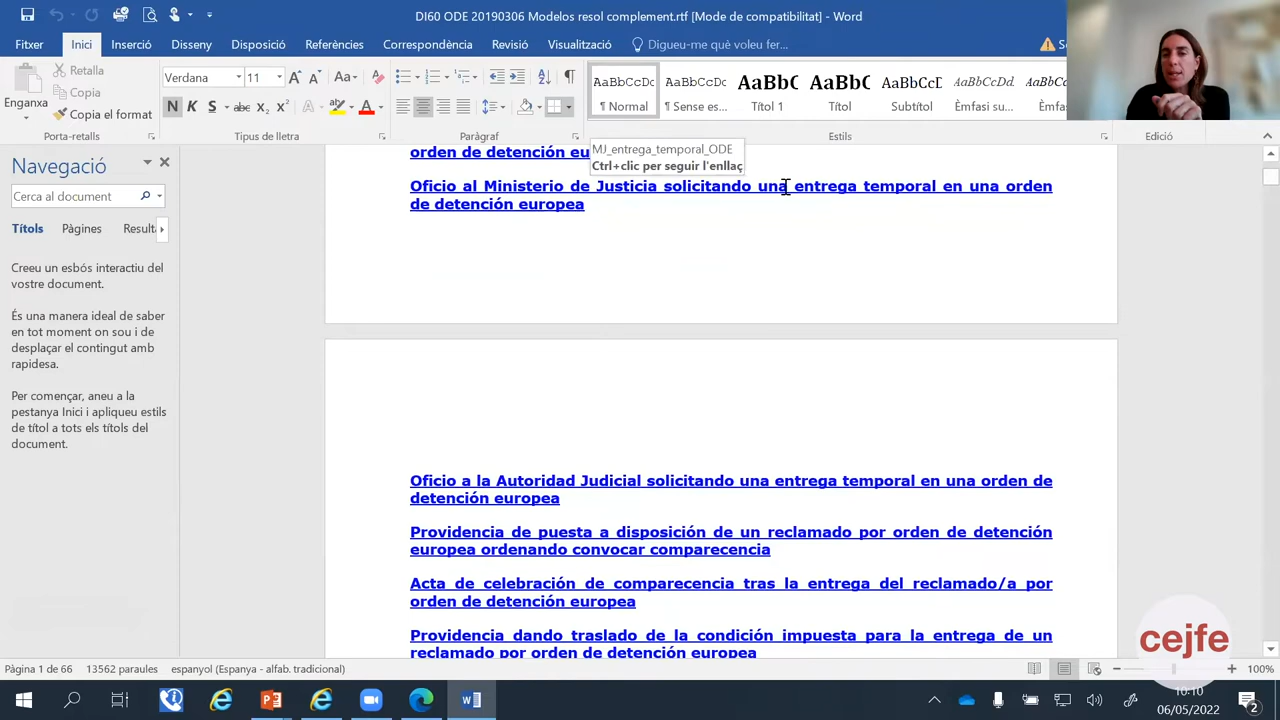 DI60 ODE 20190306 Modelos resol complement.rtf [Mode de compatibilitat] - Word
Fitxer Inici Inserció Disseny Disposició Referències Correspondència Revisió Visualització Digueu-me què voleu fer...
Enganxa
Retalla
Copia
Copia el format
Verdana 11
N K S abc x₂ x²
AaBbCcDc AaBbCcDc AaBbC AaBbC AaBbCcD AaBbCcDd AaBbCcDc
¶ Normal ¶ Sense es... Títol 1 Títol Subtítol Èmfasi su... Èmfasi
Porta-retalls Tipus de lletra Paràgraf Estils Edició
MJ_entrega_temporal_ODE
Ctrl+clic per seguir l'enllaç
Navegació
Cerca al document
Títols Pàgines Result
Creeu un esbós interactiu del
vostre document.
És una manera ideal de saber
en tot moment on sou i de
desplaçar el contingut amb
rapidesa.
Per començar, aneu a la
pestanya Inici i apliqueu estils
de títol a tots els títols del
document.
orden de detención eu
Oficio al Ministerio de Justicia solicitando una entrega temporal en una orden
de detención europea
Oficio a la Autoridad Judicial solicitando una entrega temporal en una orden de
detención europea
Providencia de puesta a disposición de un reclamado por orden de detención
europea ordenando convocar comparecencia
Acta de celebración de comparecencia tras la entrega del reclamado/a por
orden de detención europea
Providencia dando traslado de la condición impuesta para la entrega de un
reclamado por orden de detención europea
cejfe
Pàgina 1 de 66 13562 paraules espanyol (Espanya - alfab. tradicional) 100%
10:10
06/05/2022
2